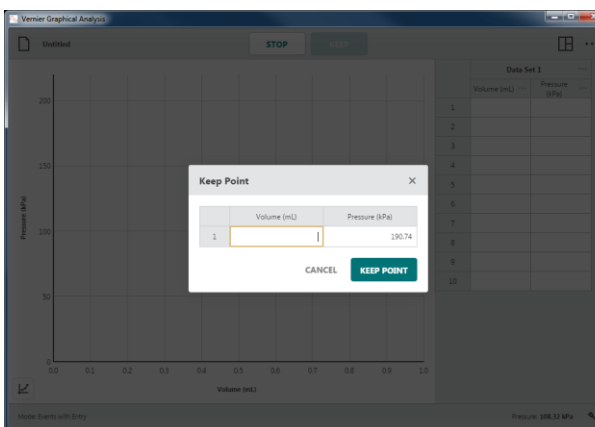 Vernier Graphical Analysis
Untitled
STOP
KEEP
Data Set 1
Volume (mL)
Pressure
(kPa)
1
2
3
4
5
6
7
8
9
10
Pressure (kPa)
200
150
100
50
0
0.0 0.1 0.2 0.3 0.4 0.5 0.6 0.7 0.8 0.9 1.0
Volume (mL)
Keep Point
Volume (mL) Pressure (kPa)
1 190.74
CANCEL KEEP POINT
Mode: Events with Entry